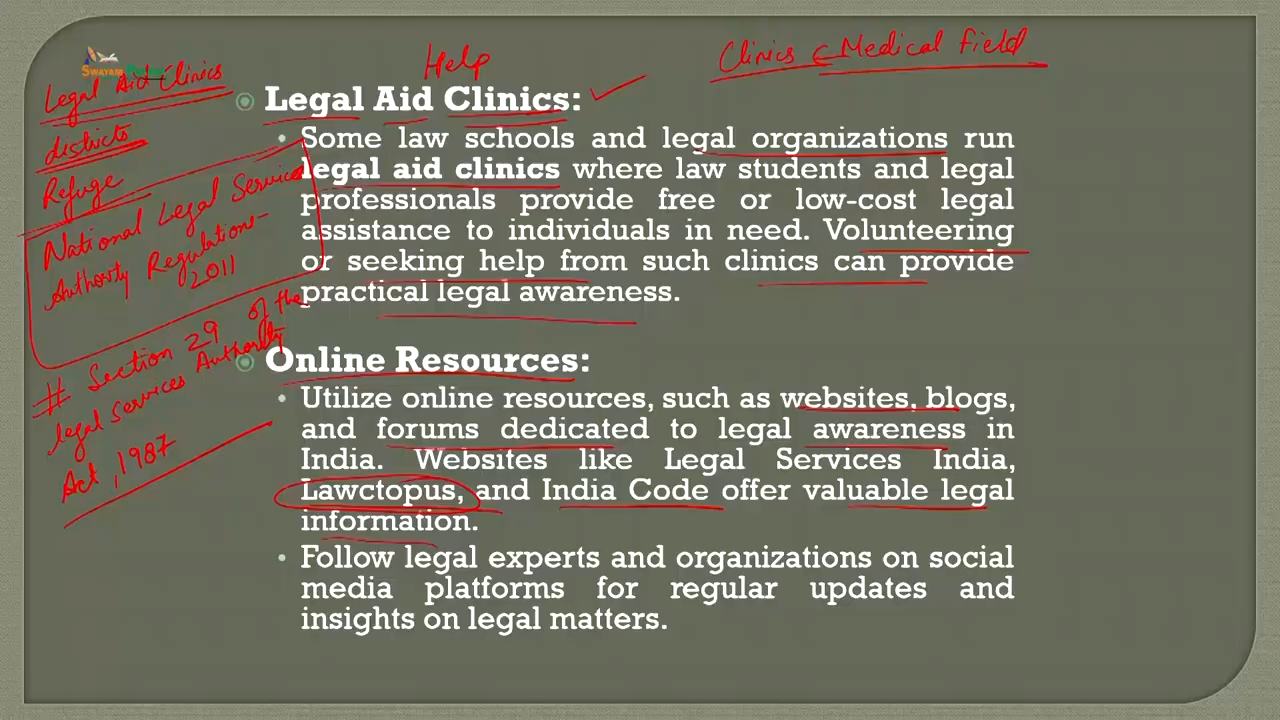 Help
Clinics ⊂ Medical Field
SWAYAM
Legal Aid Clinics
districts
Refuge
National Legal Service
Authority Regulations-
2011
# Section 29 of the
legal services Authority
Act, 1987
Legal Aid Clinics:
Some law schools and legal organizations run
legal aid clinics where law students and legal
professionals provide free or low-cost legal
assistance to individuals in need. Volunteering
or seeking help from such clinics can provide
practical legal awareness.
Online Resources:
Utilize online resources, such as websites, blogs,
and forums dedicated to legal awareness in
India. Websites like Legal Services India,
Lawctopus, and India Code offer valuable legal
information.
Follow legal experts and organizations on social
media platforms for regular updates and
insights on legal matters.